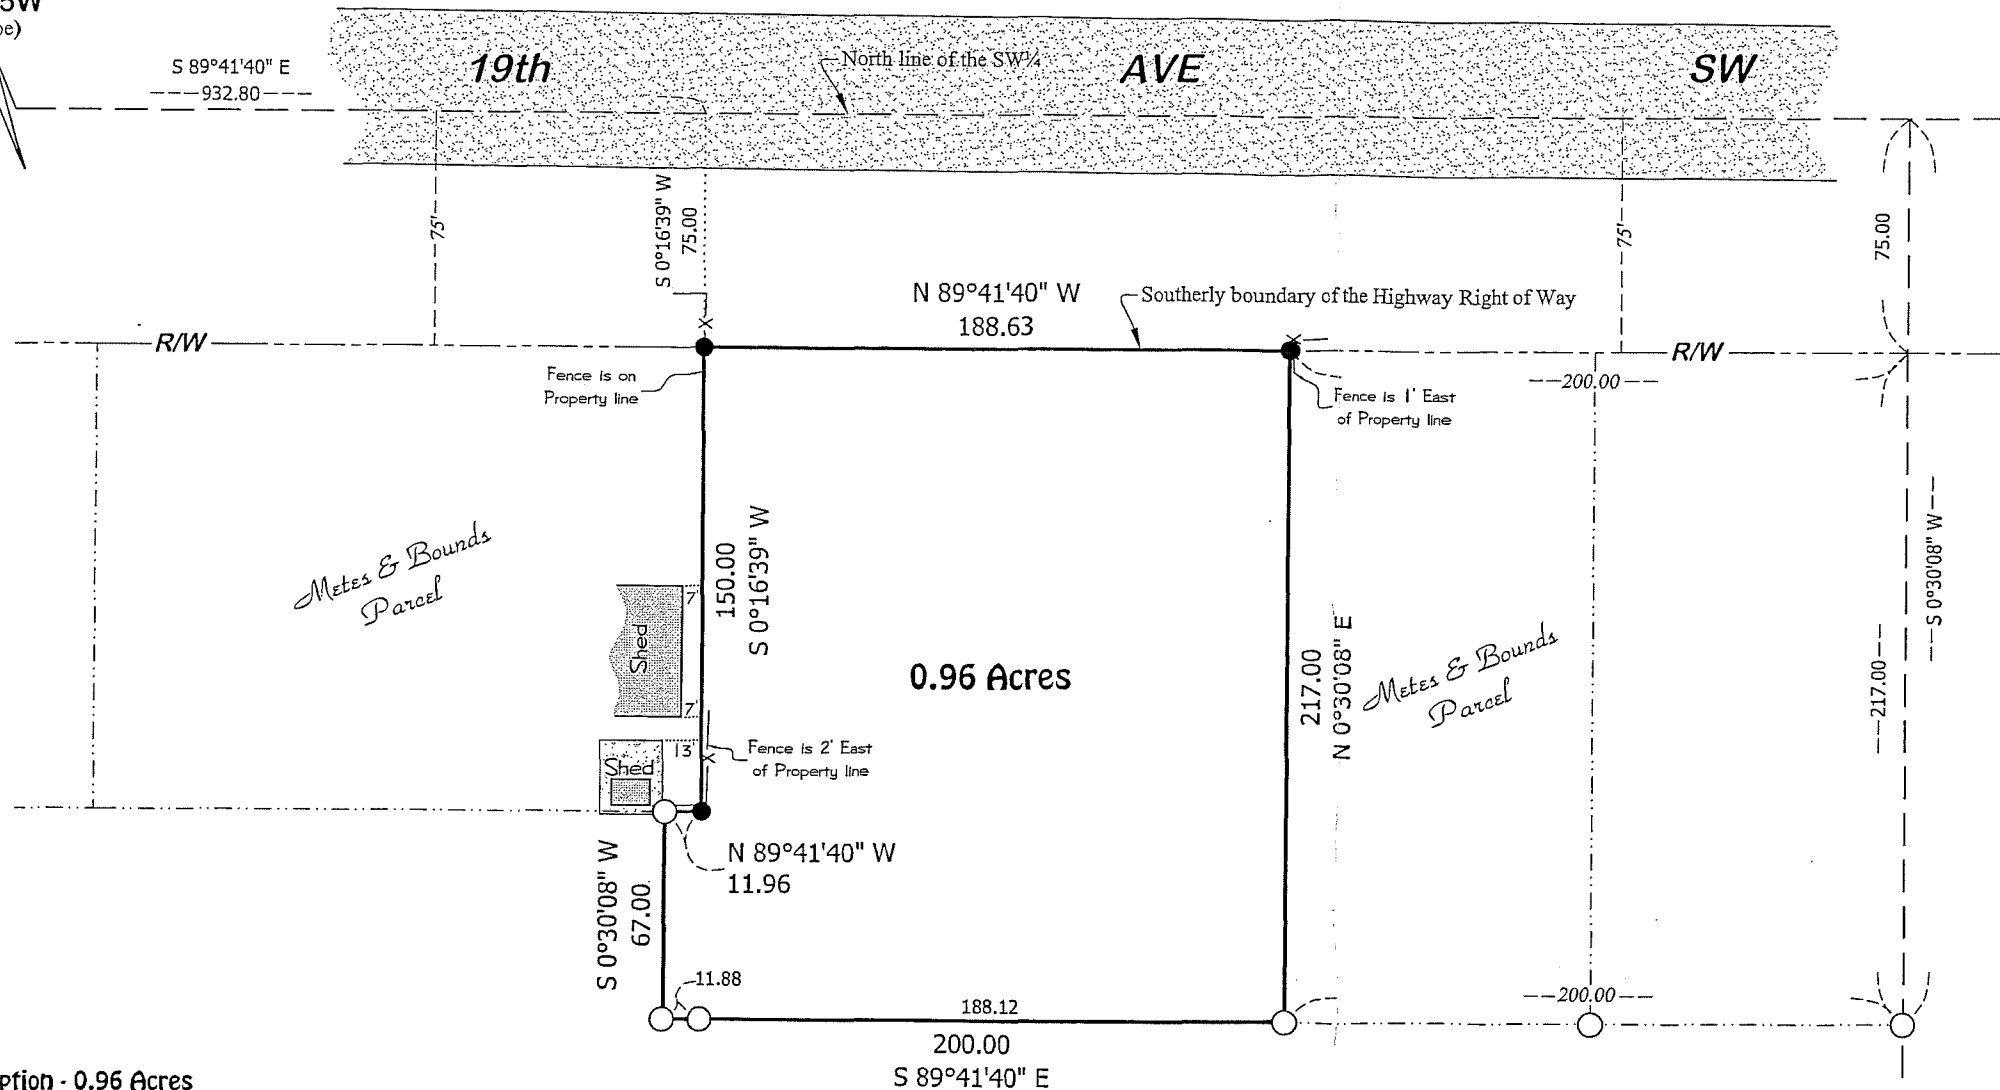 5W
S 89°41'40" E
932.80
19th AVE SW
North line of the SW¼
75'
S 0°16'39" W
75.00
75'
75.00
N 89°41'40" W
188.63
Southerly boundary of the Highway Right of Way
R/W
R/W
200.00
Fence is on
Property line
Fence is 1' East
of Property line
Metes & Bounds
Parcel
150.00
S 0°16'39" W
7'
Shed
7'
0.96 Acres
217.00
N 0°30'08" E
Metes & Bounds
Parcel
S 0°30'08" W
217.00
13'
Shed
Fence is 2' East
of Property line
N 89°41'40" W
11.96
S 0°30'08" W
67.00
11.88
188.12
200.00
200.00
S 89°41'40" E
0.96 Acres